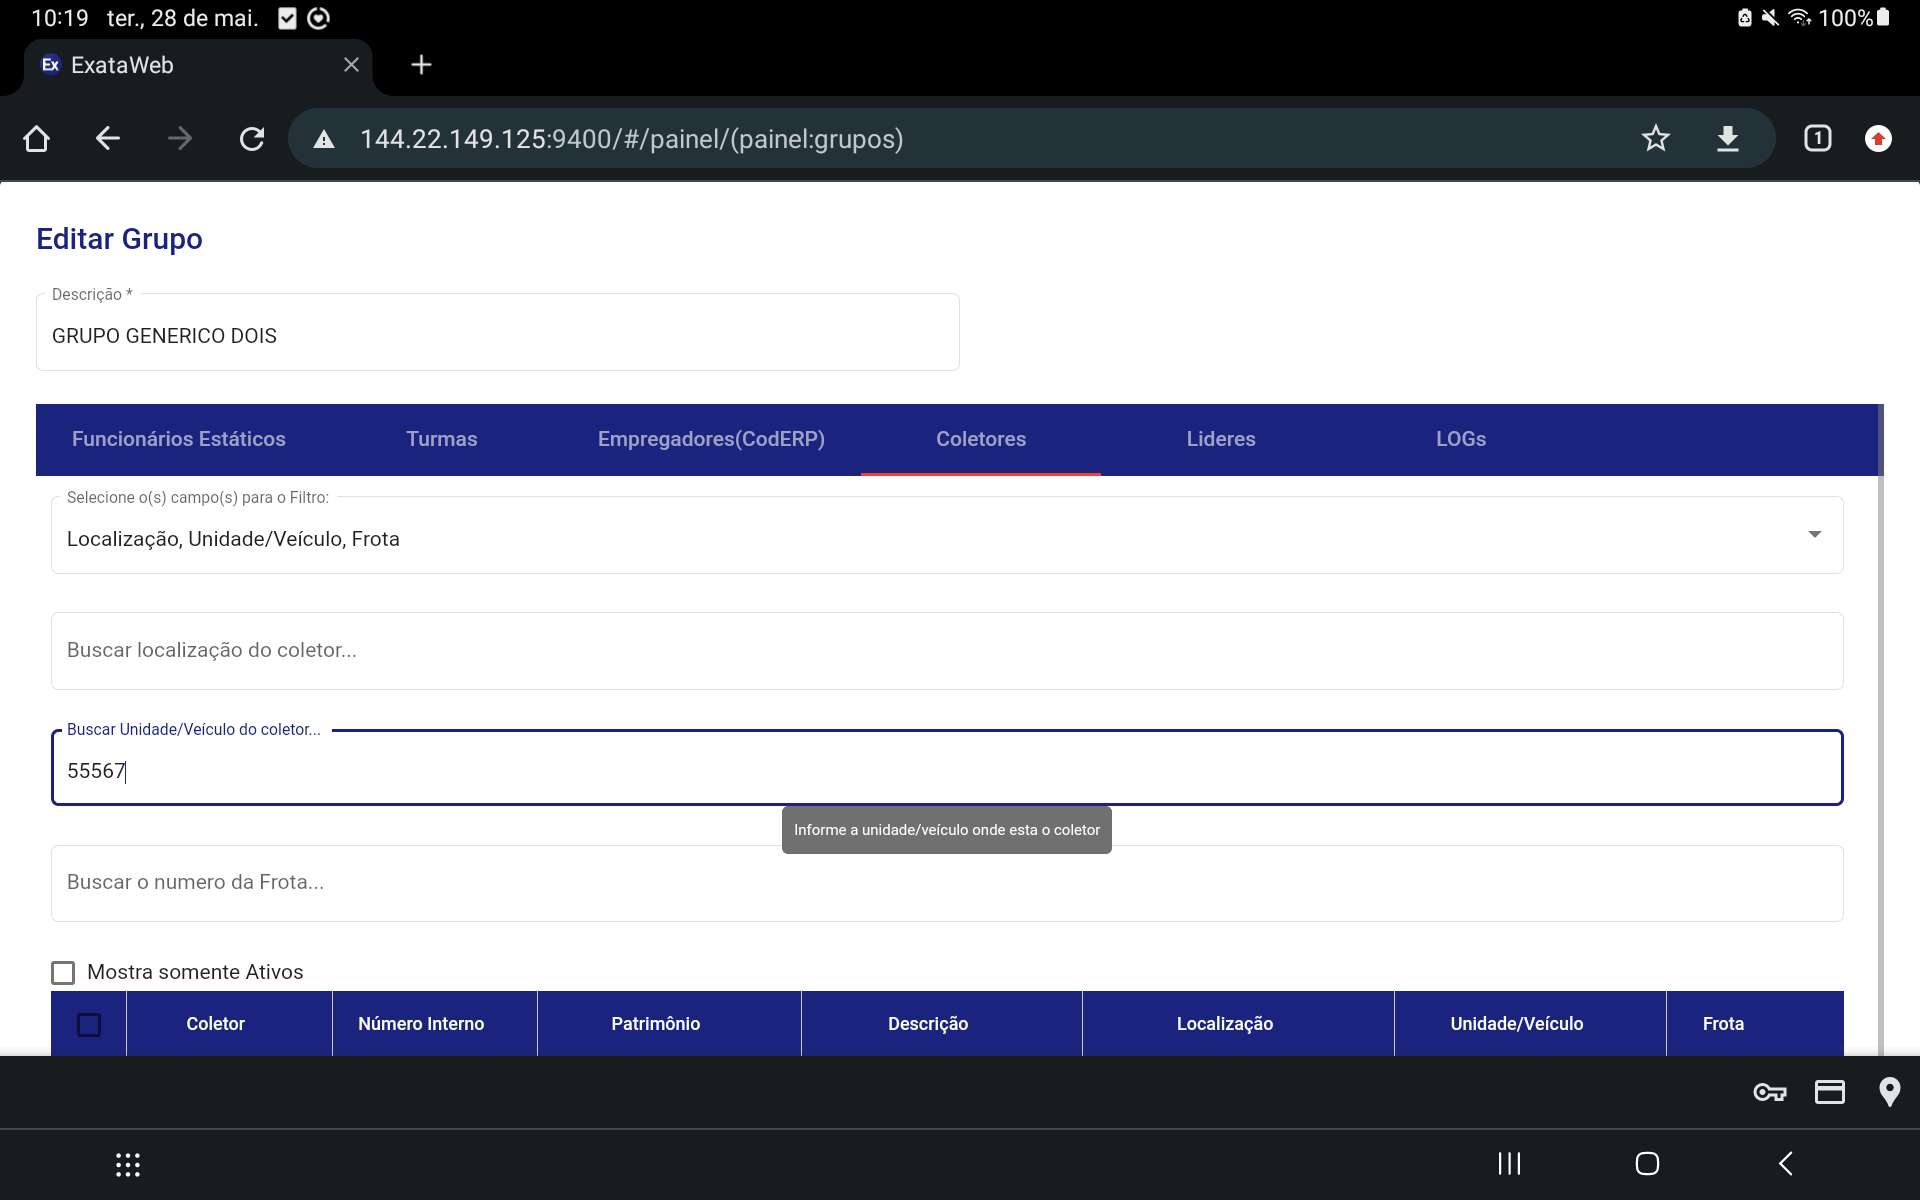 10:19 ter., 28 de mai. 100%
Ex ExataWeb
144.22.149.125:9400/#/painel/(painel:grupos) 1
Editar Grupo
Descrição *
GRUPO GENERICO DOIS
Funcionários Estáticos Turmas Empregadores(CodERP) Coletores Lideres LOGs
Selecione o(s) campo(s) para o Filtro:
Localização, Unidade/Veículo, Frota
Buscar localização do coletor...
Buscar Unidade/Veículo do coletor...
55567
Informe a unidade/veículo onde esta o coletor
Buscar o numero da Frota...
Mostra somente Ativos
Coletor Número Interno Patrimônio Descrição Localização Unidade/Veículo Frota